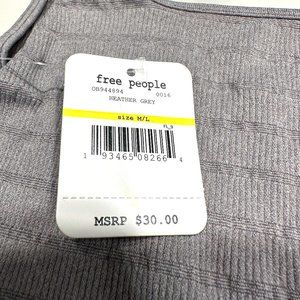 free people
OB944894 0016
HEATHER GREY
size M/L
1 93465 08266 4
MSRP $30.00